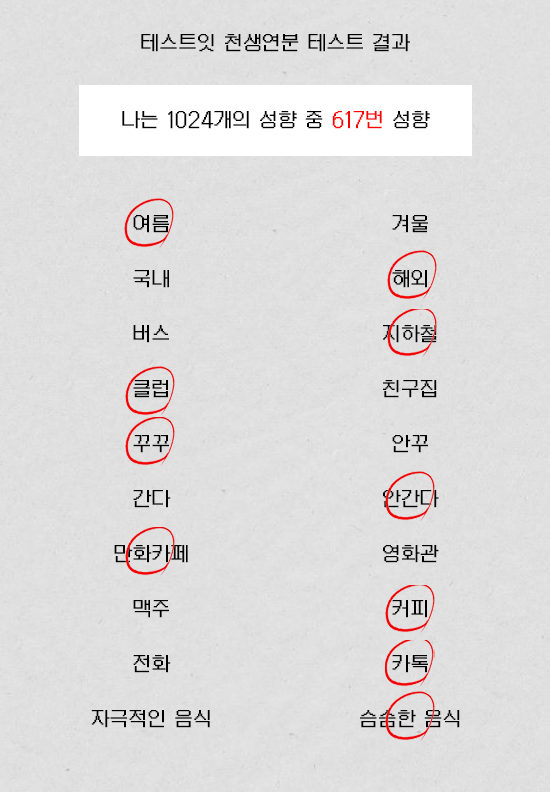 테스트잇 천생연분 테스트 결과
나는 1024개의 성향 중 617번 성향
여름 겨울
국내 해외
버스 지하철
클럽 친구집
꾸꾸 안꾸
간다 안간다
만화카페 영화관
맥주 커피
전화 카톡
자극적인 음식 슴슴한 음식